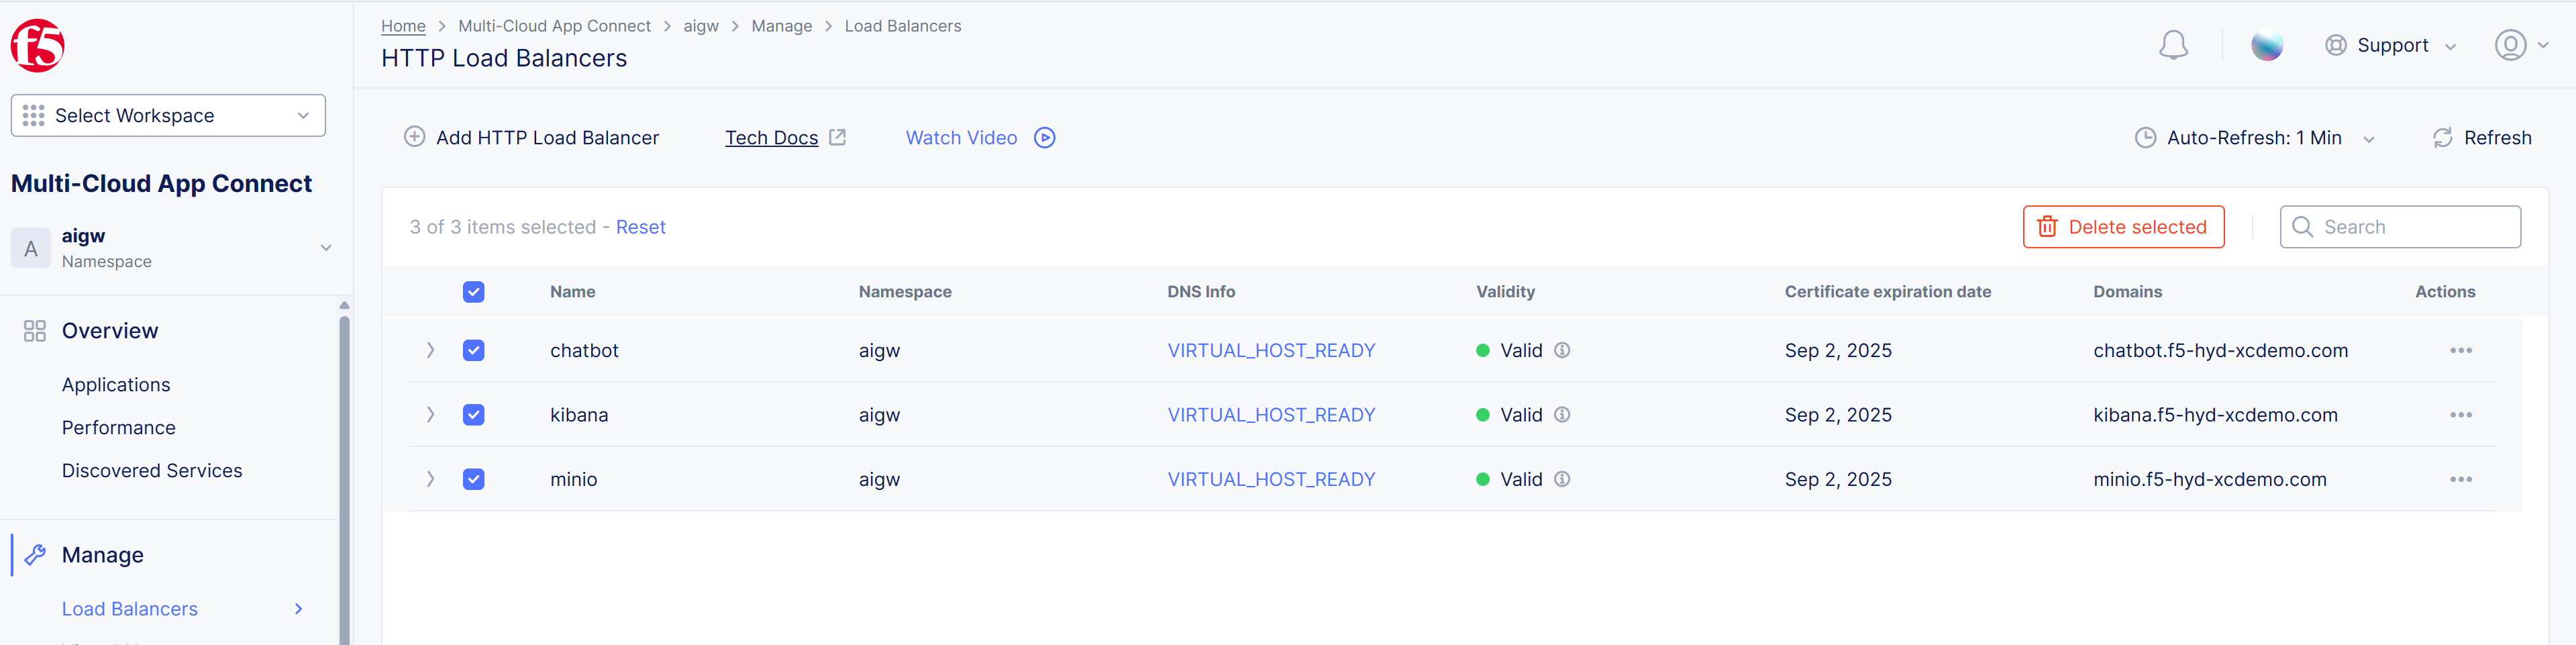 f5
Home > Multi-Cloud App Connect > aigw > Manage > Load Balancers
HTTP Load Balancers
Support
Select Workspace
Multi-Cloud App Connect
A
aigw
Namespace
Overview
Applications
Performance
Discovered Services
Manage
Load Balancers
Add HTTP Load Balancer
Tech Docs
Watch Video
Auto-Refresh: 1 Min
Refresh
3 of 3 items selected - Reset
Delete selected
Search
Name Namespace DNS Info Validity Certificate expiration date Domains Actions
chatbot aigw VIRTUAL_HOST_READY Valid Sep 2, 2025 chatbot.f5-hyd-xcdemo.com
kibana aigw VIRTUAL_HOST_READY Valid Sep 2, 2025 kibana.f5-hyd-xcdemo.com
minio aigw VIRTUAL_HOST_READY Valid Sep 2, 2025 minio.f5-hyd-xcdemo.com